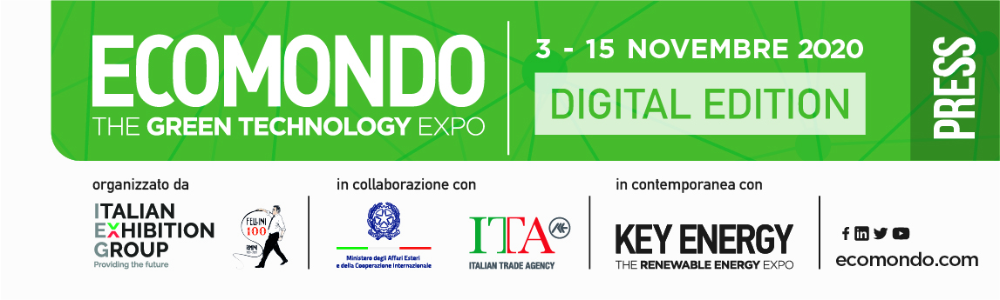 ECOMONDO
THE GREEN TECHNOLOGY EXPO
3 - 15 NOVEMBRE 2020
DIGITAL EDITION
PRESS
organizzato da
ITALIAN
EXHIBITION
GROUP
Providing the future
FELLINI
100
in collaborazione con
Ministero degli Affari Esteri
e della Cooperazione Internazionale
ITA
ITALIAN TRADE AGENCY
in contemporanea con
KEY ENERGY
THE RENEWABLE ENERGY EXPO
ecomondo.com